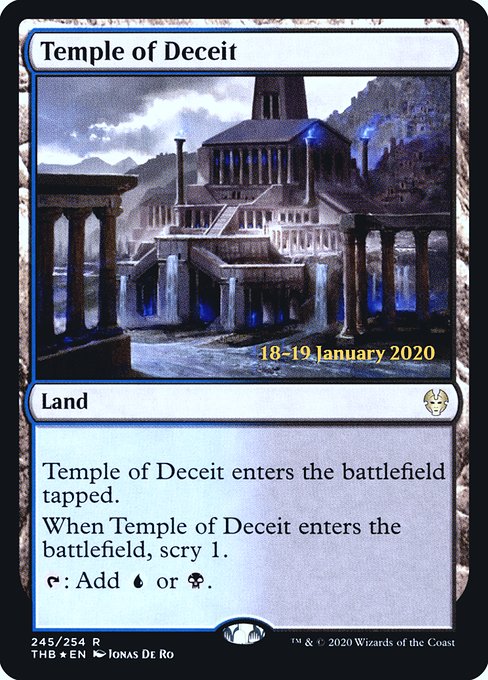 Temple of Deceit
18–19 January 2020
Land
Temple of Deceit enters the battlefield
tapped.
When Temple of Deceit enters the
battlefield, scry 1.
: Add or .
245/254 R
THB ★ EN Jonas De Ro
™ & © 2020 Wizards of the Coast